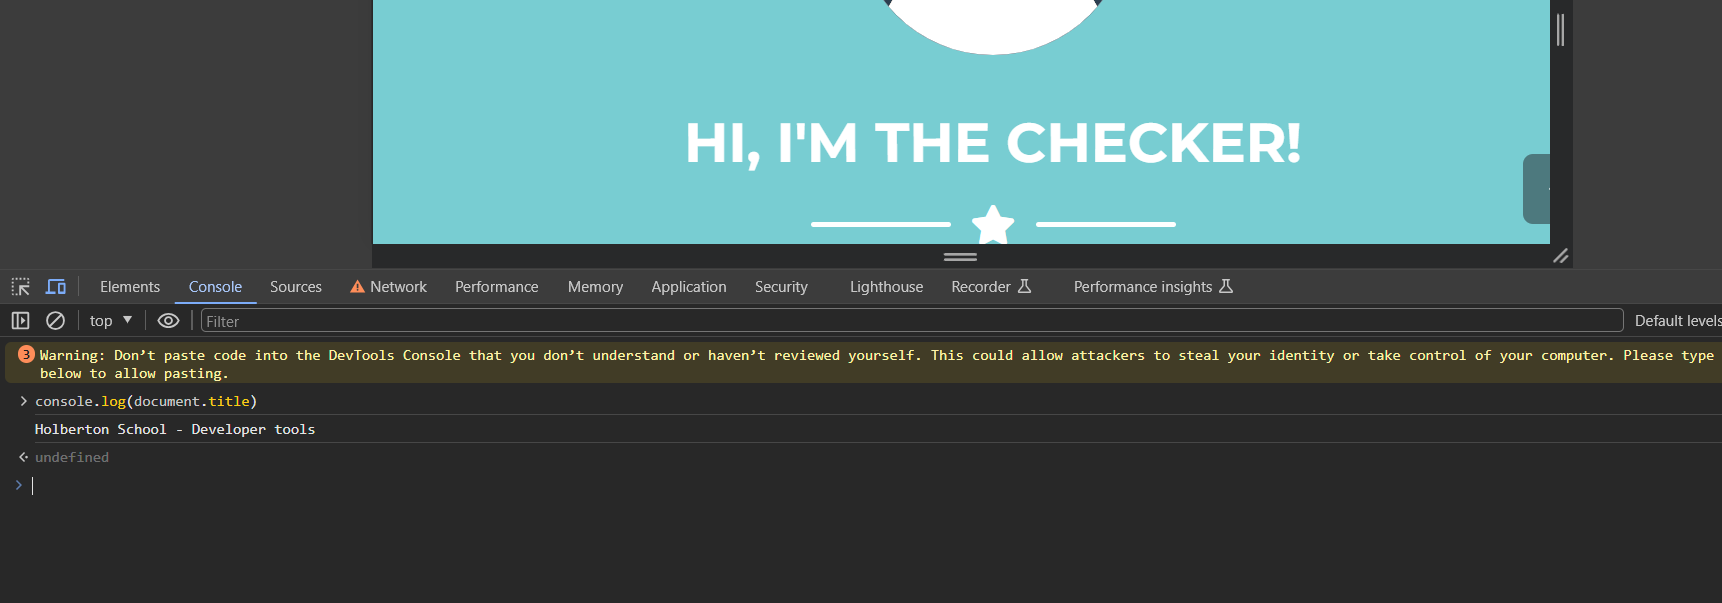 HI, I'M THE CHECKER!
Elements Console Sources Network Performance Memory Application Security Lighthouse Recorder Performance insights
top Filter Default levels
3 Warning: Don’t paste code into the DevTools Console that you don’t understand or haven’t reviewed yourself. This could allow attackers to steal your identity or take control of your computer. Please type
below to allow pasting.
console.log(document.title)
Holberton School - Developer tools
undefined